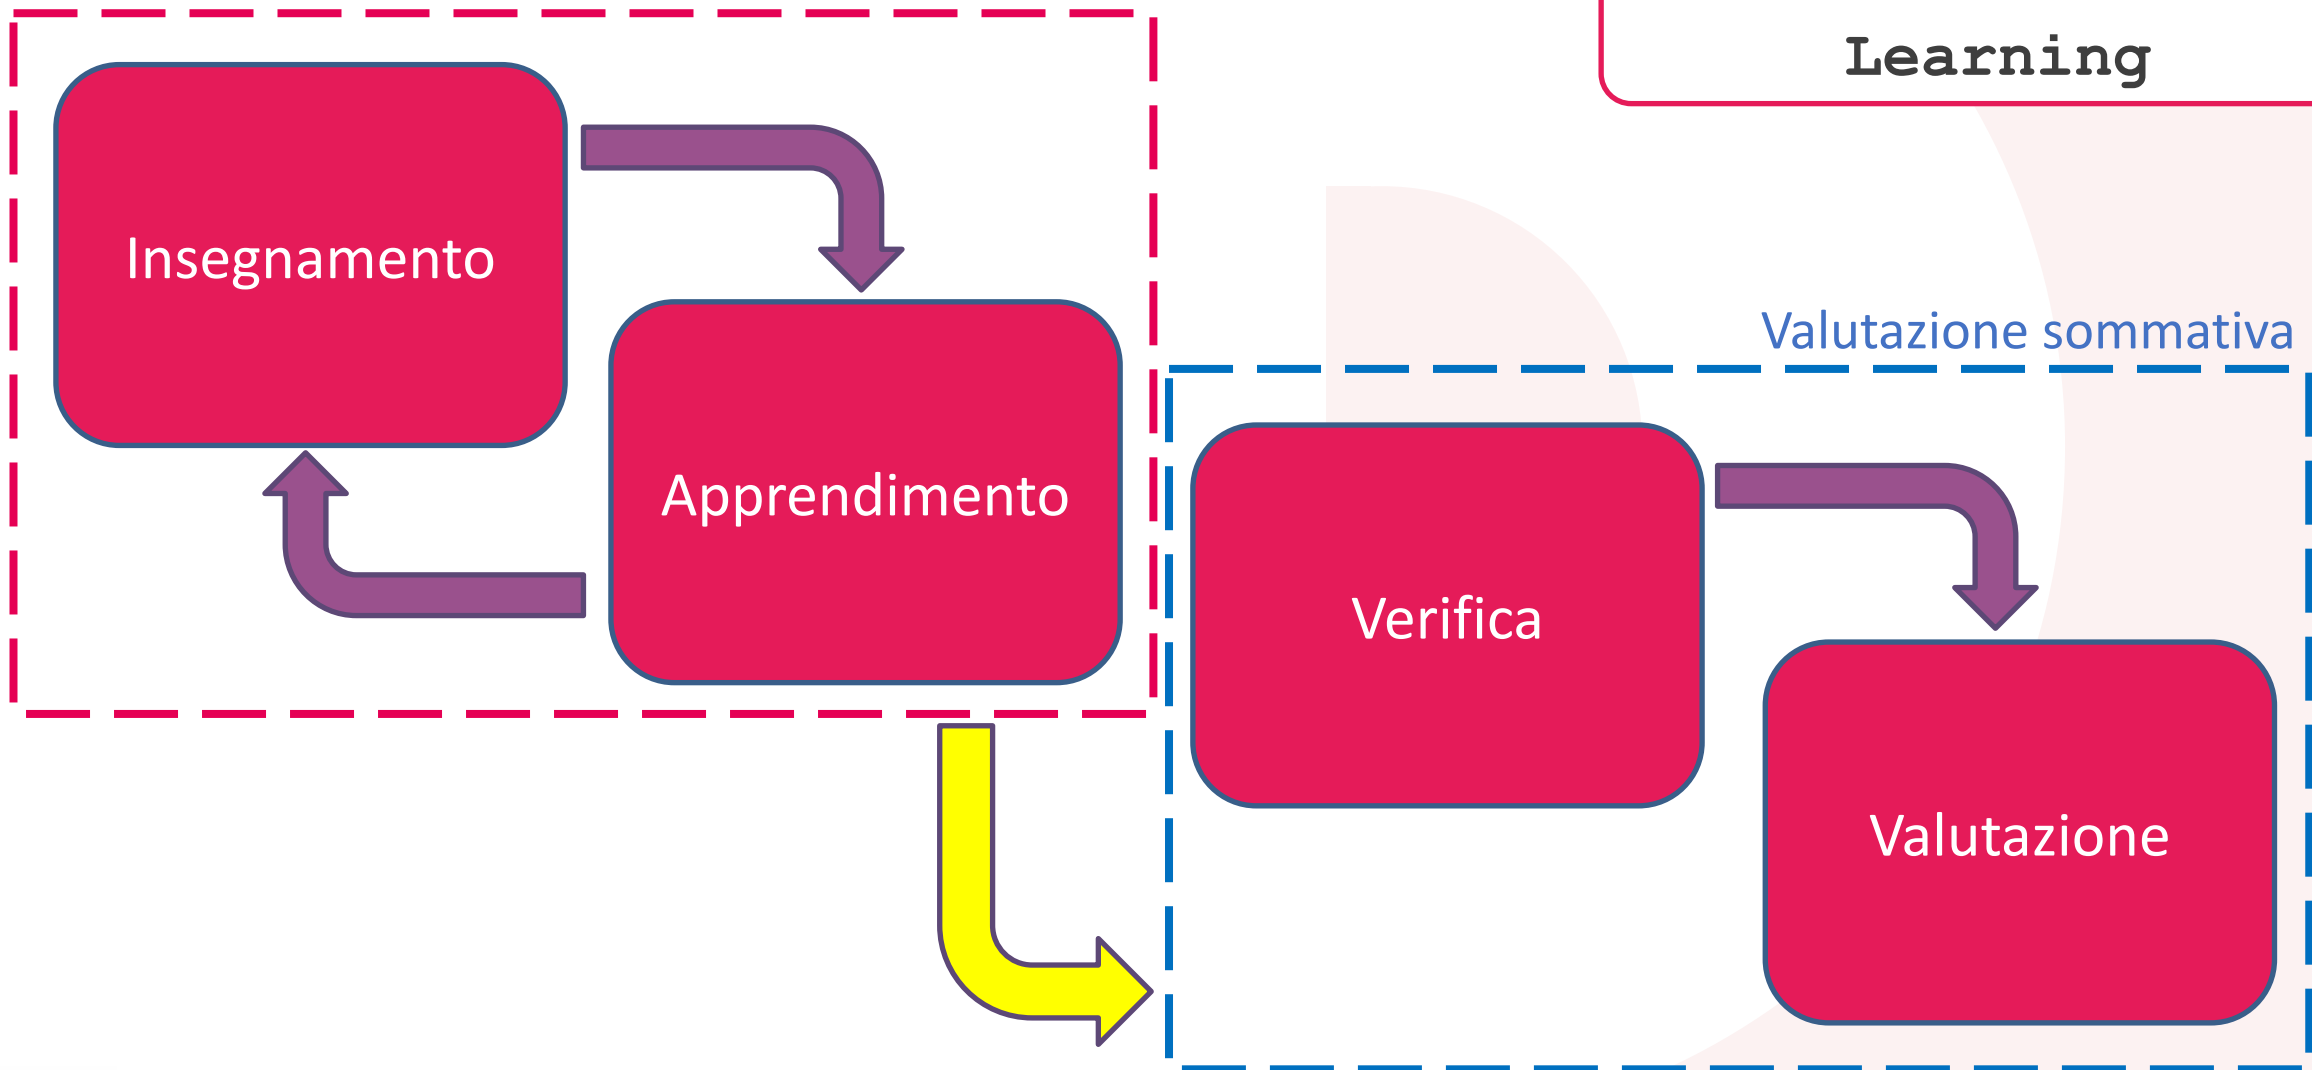 Learning
Insegnamento
Apprendimento
Valutazione sommativa
Verifica
Valutazione